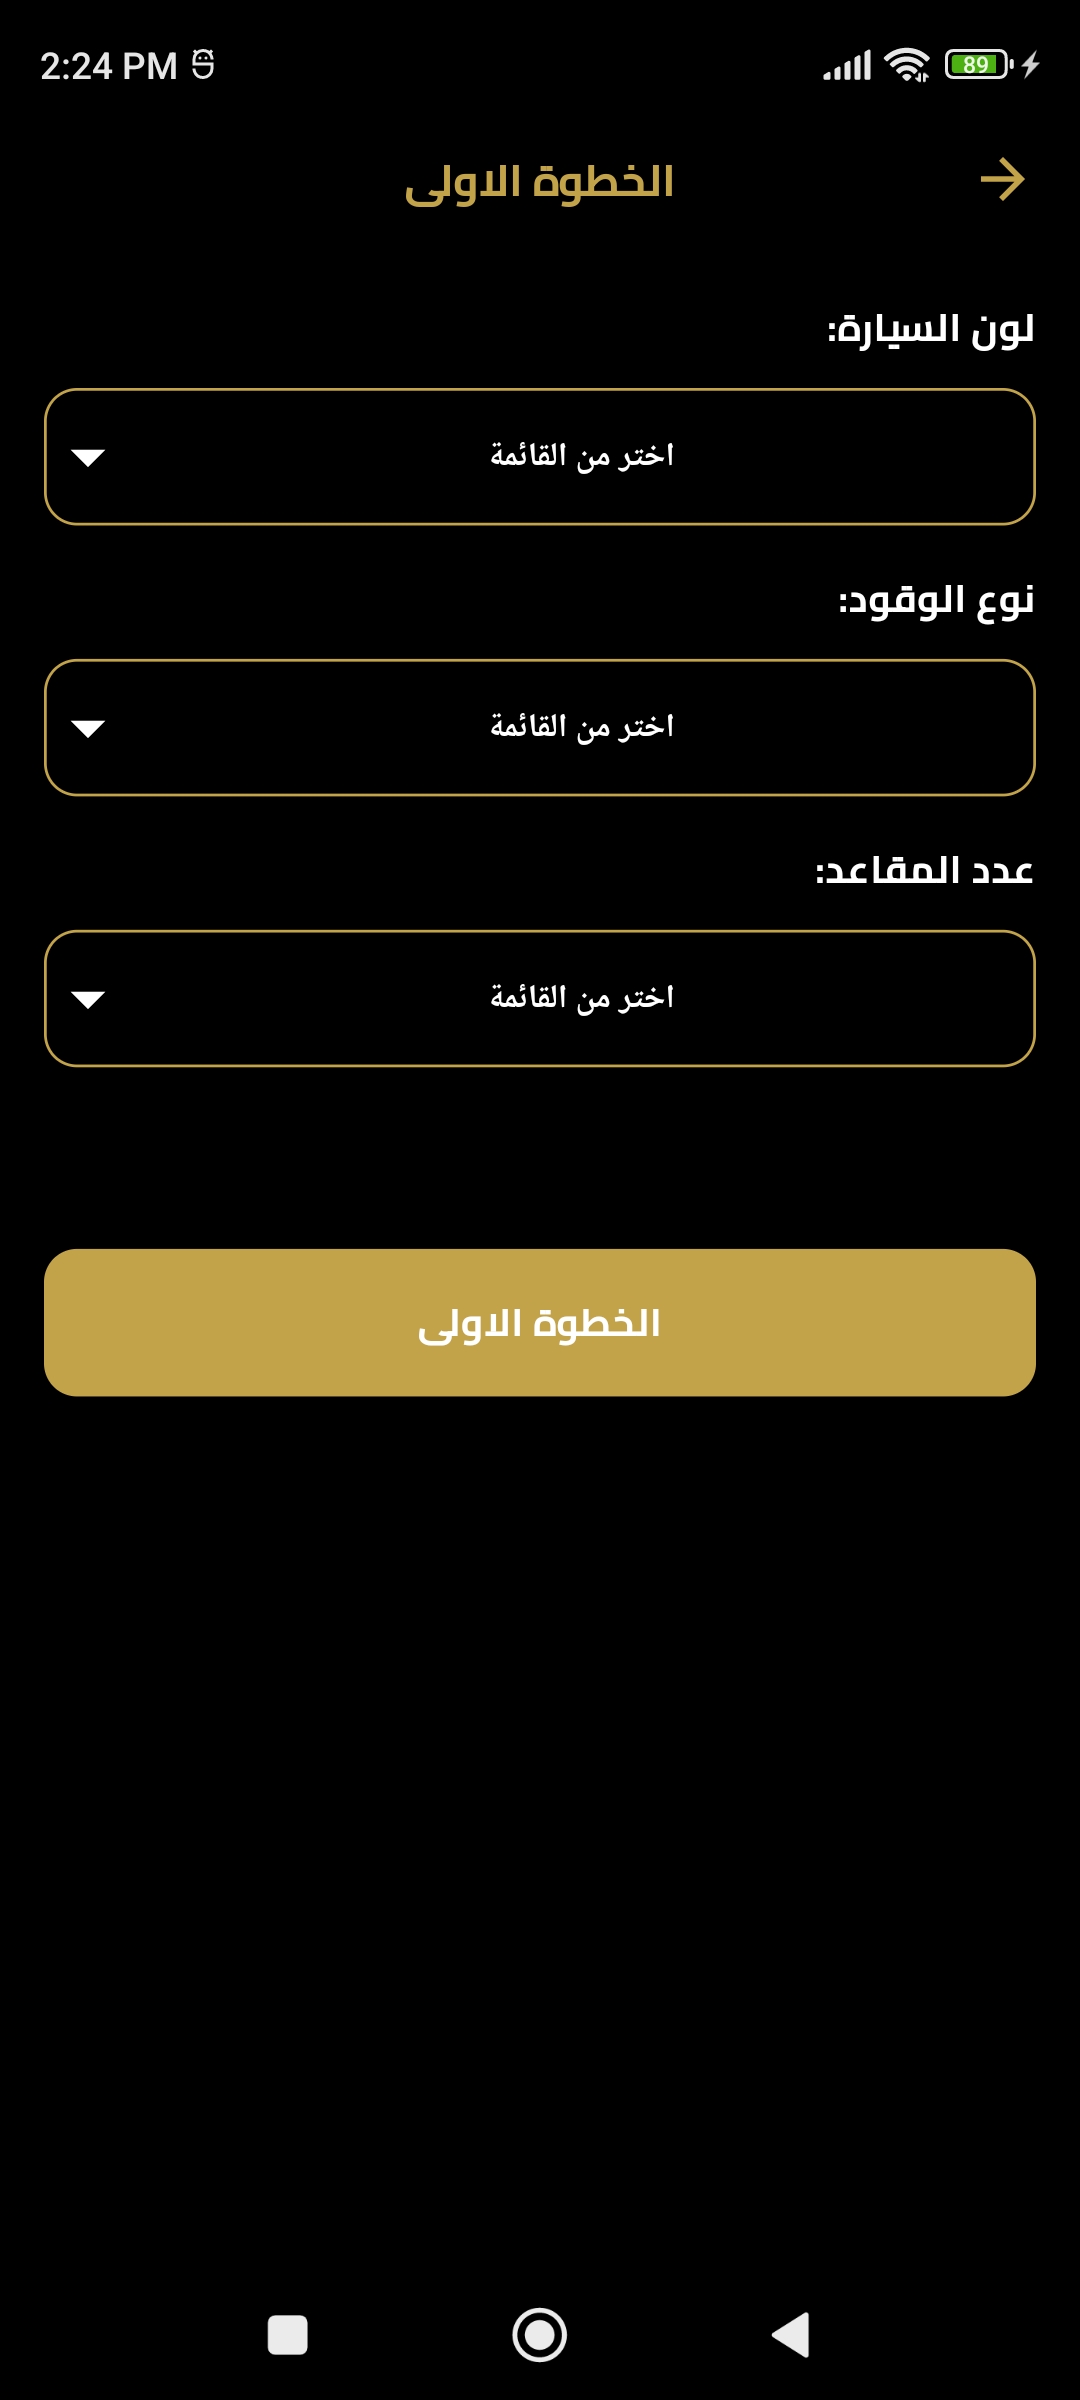 2:24 PM
89
الخطوة الاولى
لون السيارة:
اختر من القائمة
نوع الوقود:
اختر من القائمة
عدد المقاعد:
اختر من القائمة
الخطوة الاولى